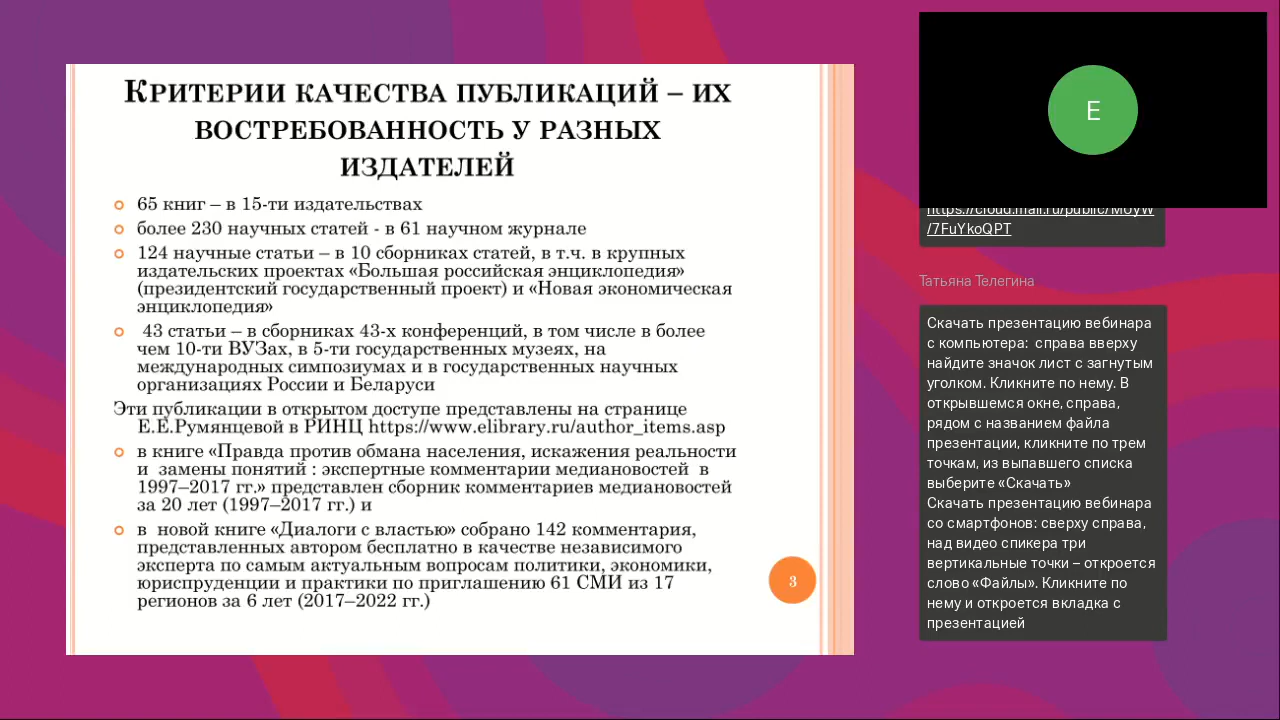 Критерии качества публикаций – их
востребованность у разных
издателей
65 книг – в 15-ти издательствах
более 230 научных статей - в 61 научном журнале
124 научные статьи – в 10 сборниках статей, в т.ч. в крупных
издательских проектах «Большая российская энциклопедия»
(президентский государственный проект) и «Новая экономическая
энциклопедия»
43 статьи – в сборниках 43-х конференций, в том числе в более
чем 10-ти ВУЗах, в 5-ти государственных музеях, на
международных симпозиумах и в государственных научных
организациях России и Беларуси
Эти публикации в открытом доступе представлены на странице
Е.Е.Румянцевой в РИНЦ https://www.elibrary.ru/author_items.asp
в книге «Правда против обмана населения, искажения реальности
и замены понятий : экспертные комментарии медиановостей в
1997–2017 гг.» представлен сборник комментариев медиановостей
за 20 лет (1997–2017 гг.) и
в новой книге «Диалоги с властью» собрано 142 комментария,
представленных автором бесплатно в качестве независимого
эксперта по самым актуальным вопросам политики, экономики,
юриспруденции и практики по приглашению 61 СМИ из 17
регионов за 6 лет (2017–2022 гг.)
3
E
https://cloud.mail.ru/public/MUyW
/7FuYkoQPT
Татьяна Телегина
Скачать презентацию вебинара
с компьютера: справа вверху
найдите значок лист с загнутым
уголком. Кликните по нему. В
открывшемся окне, справа,
рядом с названием файла
презентации, кликните по трем
точкам, из выпавшего списка
выберите «Скачать»
Скачать презентацию вебинара
со смартфонов: сверху справа,
над видео спикера три
вертикальные точки – откроется
слово «Файлы». Кликните по
нему и откроется вкладка с
презентацией